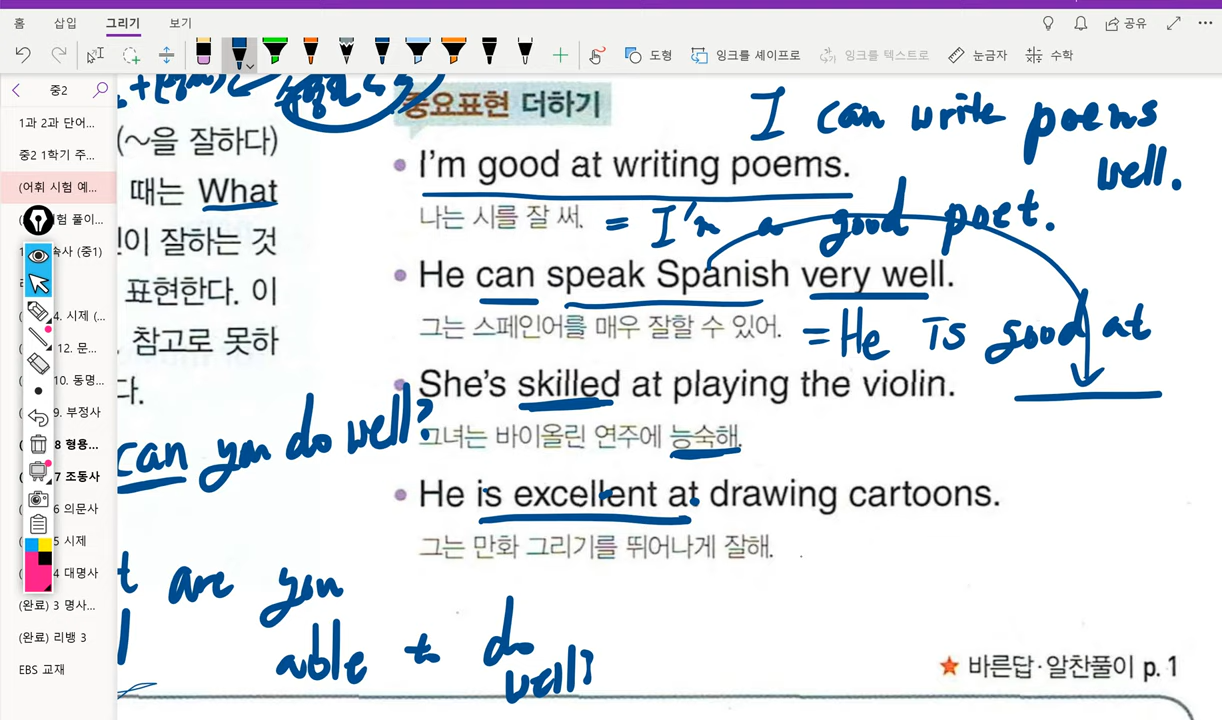 홈 삽입 그리기 보기
공유
도형 잉크를 셰이프로 잉크를 텍스트로 눈금자 수학
중2
1과 2과 단어...
중2 1학기 주...
(어휘 시험 예...
험 풀이...
속사 (중1)
4. 시제 (...
12. 문...
10. 동명...
9. 부정사
8 형용...
7 조동사
6 의문사
5 시제
4 대명사
(완료) 3 명사...
(완료) 리뱅 3
EBS 교재
(~을 잘하다)
때는 What
이 잘하는 것
표현한다. 이
참고로 못하
다.
can you do well?
are you
able to do
well?
중요표현 더하기
I can write poems
well.
I'm good at writing poems.
나는 시를 잘 써. = I'm a good poet.
He can speak Spanish very well.
그는 스페인어를 매우 잘할 수 있어. = He is good at
She's skilled at playing the violin.
그녀는 바이올린 연주에 능숙해.
He is excellent at drawing cartoons.
그는 만화 그리기를 뛰어나게 잘해.
★ 바른답·알찬풀이 p. 1